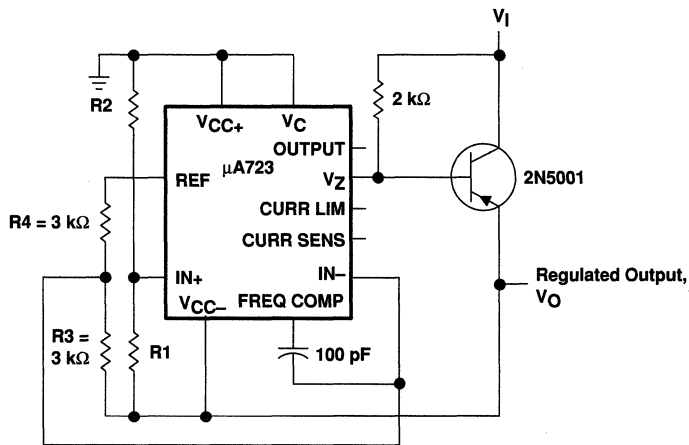 VI
R2
VCC+
VC
2 kΩ
OUTPUT
μA723
REF
VZ
2N5001
CURR LIM
R4 = 3 kΩ
CURR SENS
IN+
IN−
Regulated Output,
VO
VCC−
FREQ COMP
R3 =
3 kΩ
R1
100 pF